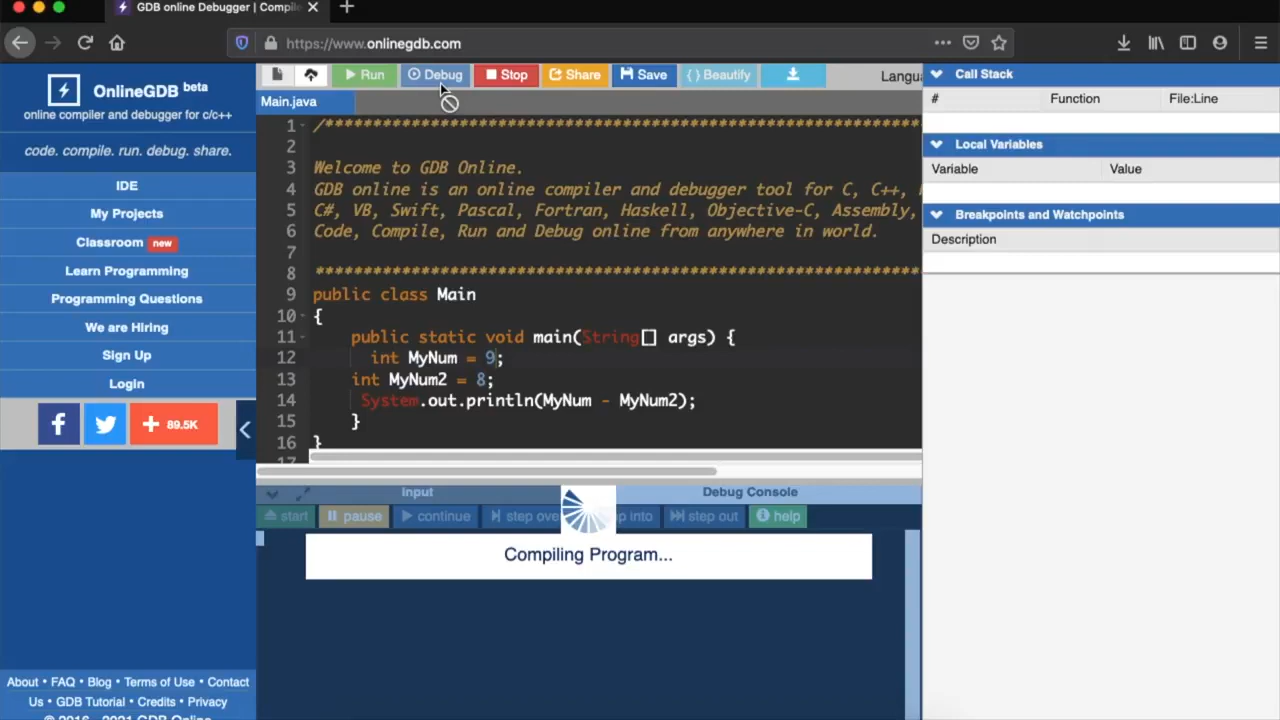 GDB online Debugger | Compile
https://www.onlinegdb.com
OnlineGDB beta
online compiler and debugger for c/c++
code. compile. run. debug. share.
IDE
My Projects
Classroom new
Learn Programming
Programming Questions
We are Hiring
Sign Up
Login
f
+ 89.5K
About • FAQ • Blog • Terms of Use • Contact
Us • GDB Tutorial • Credits • Privacy
© 2016 - 2021 GDB Online
Run Debug Stop Share Save { } Beautify Langu
Main.java
1 /****************************************************************
2
3 Welcome to GDB Online.
4 GDB online is an online compiler and debugger tool for C, C++,
5 C#, VB, Swift, Pascal, Fortran, Haskell, Objective-C, Assembly,
6 Code, Compile, Run and Debug online from anywhere in world.
7
8 ****************************************************************
9 public class Main
10 {
11 public static void main(String[] args) {
12 int MyNum = 9;
13 int MyNum2 = 8;
14 System.out.println(MyNum - MyNum2);
15 }
16 }
17
Input Debug Console
start pause continue step over into step out help
Compiling Program...
Call Stack
# Function File:Line
Local Variables
Variable Value
Breakpoints and Watchpoints
Description